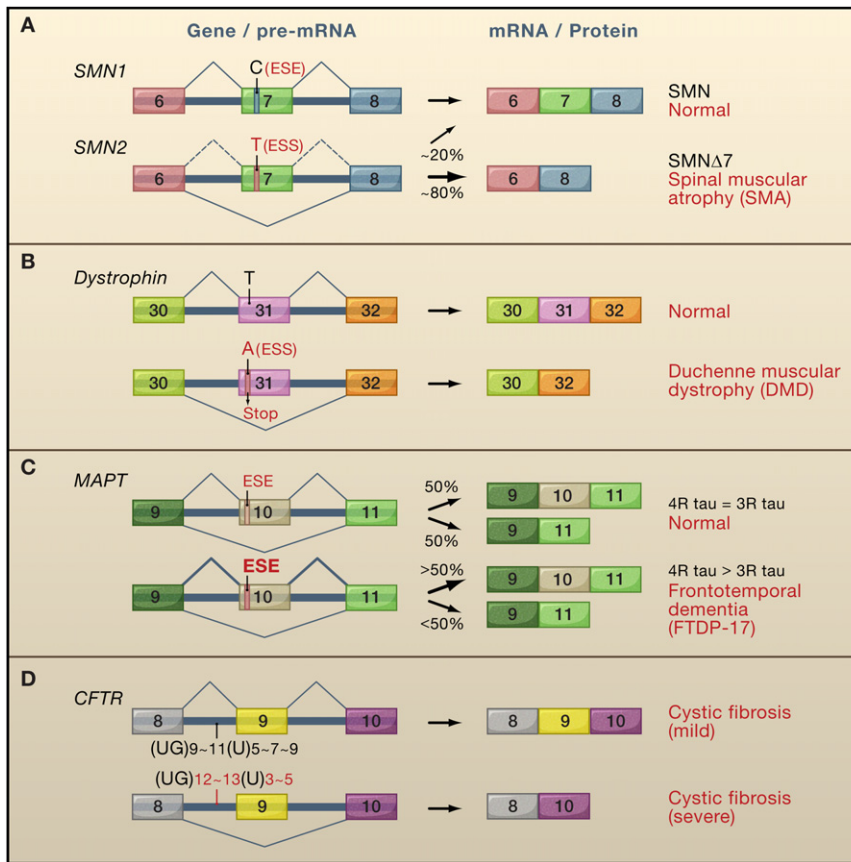 A
Gene / pre-mRNA
mRNA / Protein
SMN1
C(ESE)
6
7
8
6
7
8
SMN
Normal
SMN2
T(ESS)
6
7
8
~20%
~80%
6
8
SMNΔ7
Spinal muscular
atrophy (SMA)
B
Dystrophin
T
30
31
32
30
31
32
Normal
A(ESS)
30
31
32
Stop
30
32
Duchenne muscular
dystrophy (DMD)
C
MAPT
ESE
9
10
11
50%
50%
9
10
11
9
11
4R tau = 3R tau
Normal
ESE
9
10
11
>50%
<50%
9
10
11
9
11
4R tau > 3R tau
Frontotemporal
dementia
(FTDP-17)
D
CFTR
8
9
10
(UG)9~11(U)5~7~9
8
9
10
Cystic fibrosis
(mild)
(UG)12~13(U)3~5
8
9
10
8
10
Cystic fibrosis
(severe)